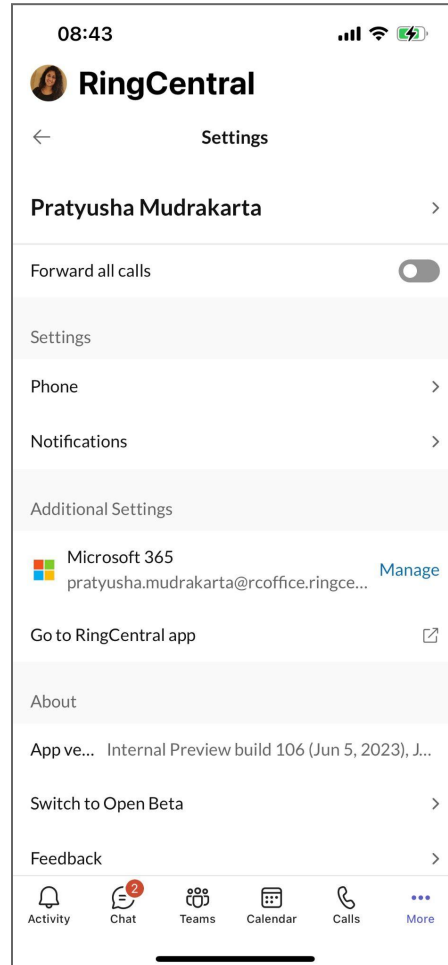 08:43
RingCentral
Settings
Pratyusha Mudrakarta
Forward all calls
Settings
Phone
Notifications
Additional Settings
Microsoft 365
pratyusha.mudrakarta@rcoffice.ringce...
Manage
Go to RingCentral app
About
App ve... Internal Preview build 106 (Jun 5, 2023), J...
Switch to Open Beta
Feedback
2
Activity Chat Teams Calendar Calls More